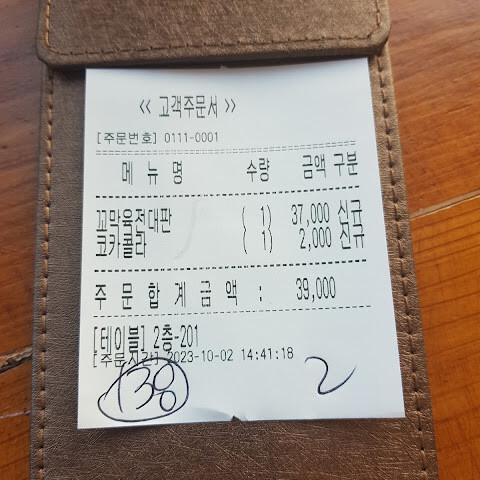 << 고객주문서 >>
[주문번호] 0111-0001
메 뉴 명 수량 금액 구분
꼬막육전대판 ( 1) 37,000 신규
코카콜라 ( 1) 2,000 신규
주 문 합 계 금 액 : 39,000
[테이블] 2층-201
[주문시간] 2023-10-02 14:41:18
2